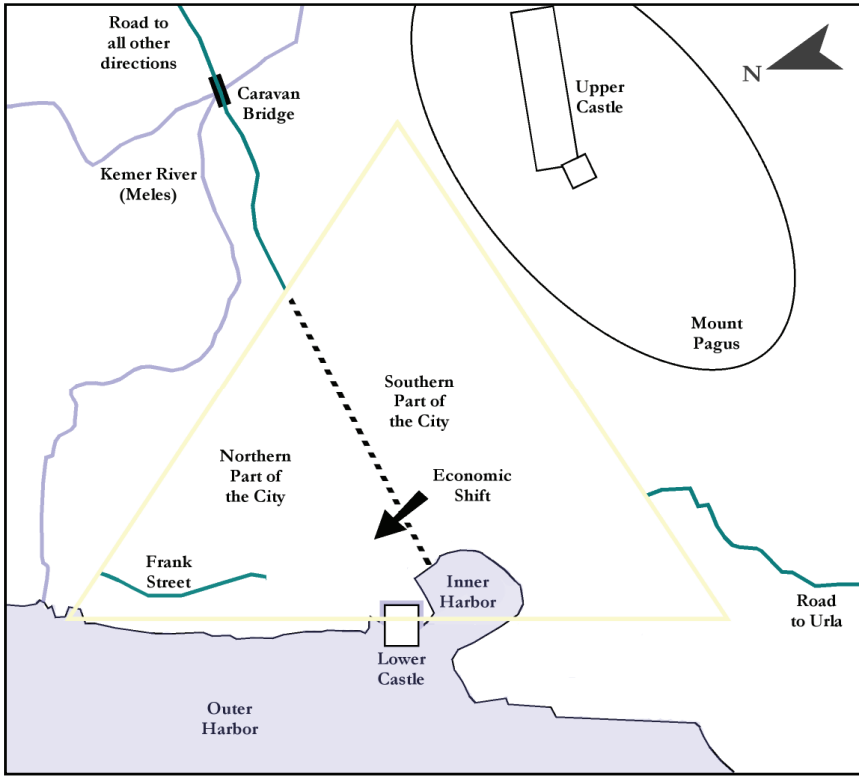 Road to
all other
directions
Caravan
Bridge
Upper
Castle
N
Kemer River
(Meles)
Mount
Pagus
Southern
Part of
the City
Northern
Part of
the City
Economic
Shift
Frank
Street
Inner
Harbor
Road
to Urla
Lower
Castle
Outer
Harbor